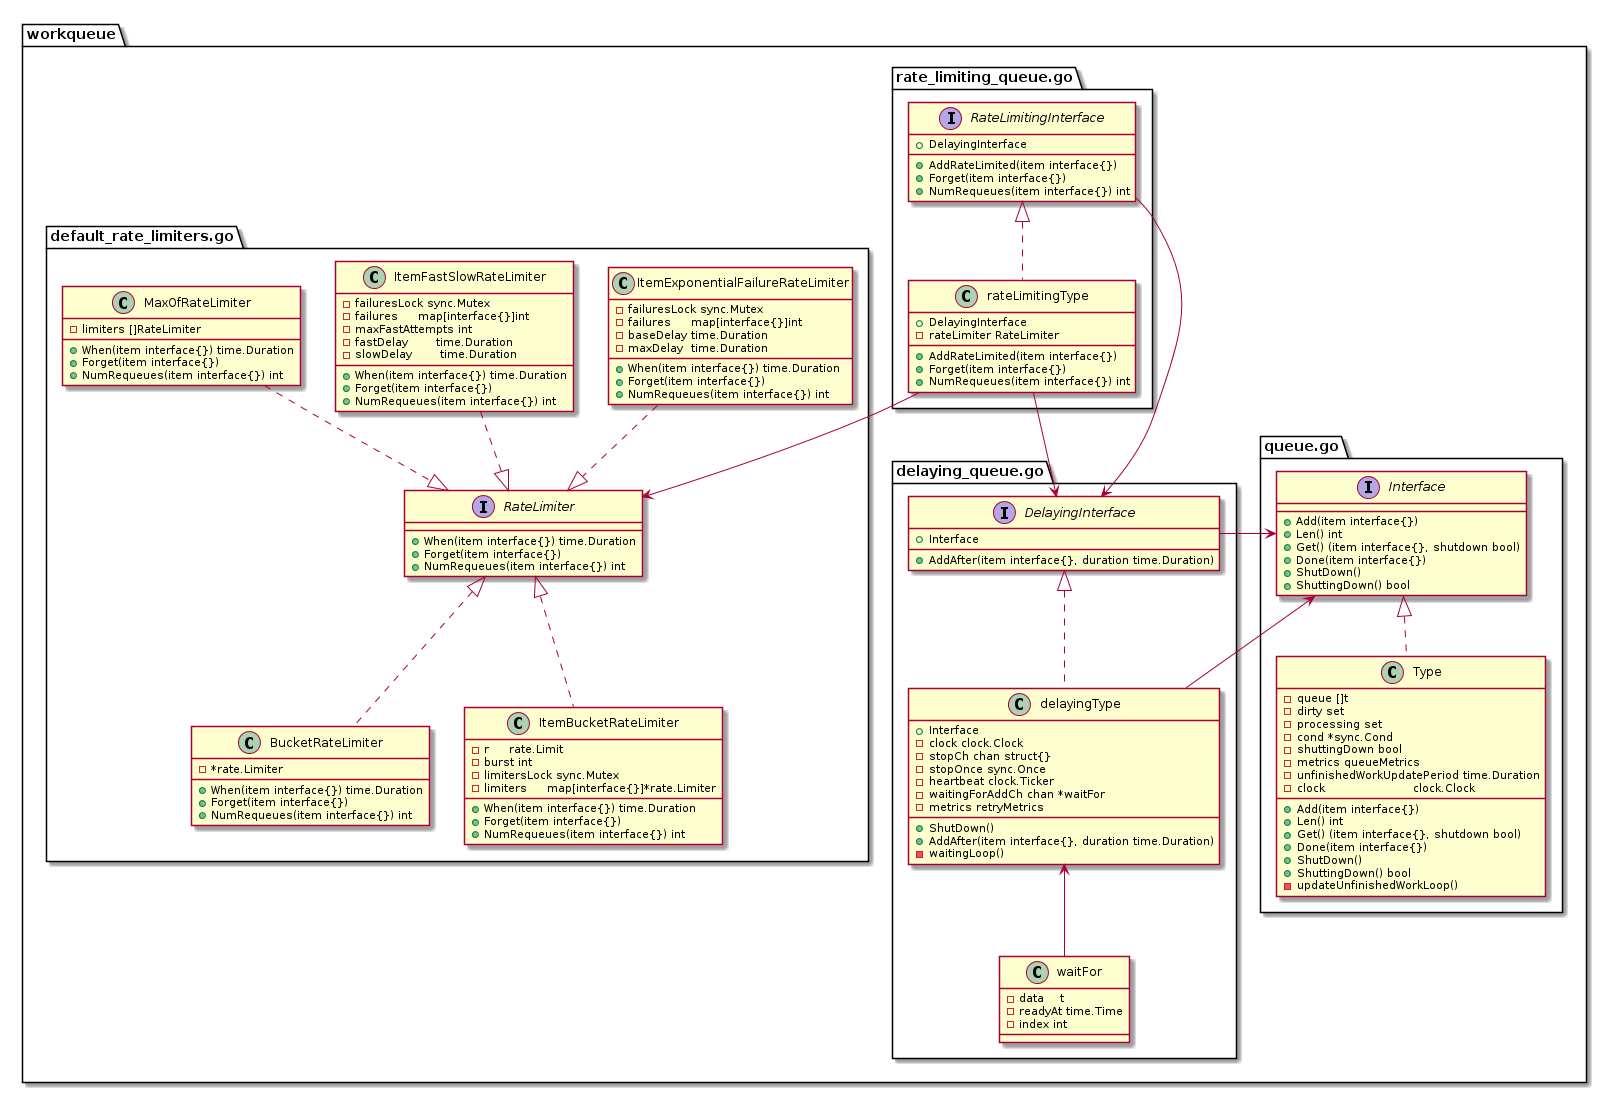 workqueue
rate_limiting_queue.go
I RateLimitingInterface
DelayingInterface
AddRateLimited(item interface{})
Forget(item interface{})
NumRequeues(item interface{}) int
C rateLimitingType
DelayingInterface
rateLimiter RateLimiter
AddRateLimited(item interface{})
Forget(item interface{})
NumRequeues(item interface{}) int
default_rate_limiters.go
C MaxOfRateLimiter
limiters []RateLimiter
When(item interface{}) time.Duration
Forget(item interface{})
NumRequeues(item interface{}) int
C ItemFastSlowRateLimiter
failuresLock sync.Mutex
failures map[interface{}]int
maxFastAttempts int
fastDelay time.Duration
slowDelay time.Duration
When(item interface{}) time.Duration
Forget(item interface{})
NumRequeues(item interface{}) int
C ItemExponentialFailureRateLimiter
failuresLock sync.Mutex
failures map[interface{}]int
baseDelay time.Duration
maxDelay time.Duration
When(item interface{}) time.Duration
Forget(item interface{})
NumRequeues(item interface{}) int
I RateLimiter
When(item interface{}) time.Duration
Forget(item interface{})
NumRequeues(item interface{}) int
C BucketRateLimiter
*rate.Limiter
When(item interface{}) time.Duration
Forget(item interface{})
NumRequeues(item interface{}) int
C ItemBucketRateLimiter
r rate.Limit
burst int
limitersLock sync.Mutex
limiters map[interface{}]*rate.Limiter
When(item interface{}) time.Duration
Forget(item interface{})
NumRequeues(item interface{}) int
delaying_queue.go
I DelayingInterface
Interface
AddAfter(item interface{}, duration time.Duration)
C delayingType
Interface
clock clock.Clock
stopCh chan struct{}
stopOnce sync.Once
heartbeat clock.Ticker
waitingForAddCh chan *waitFor
metrics retryMetrics
ShutDown()
AddAfter(item interface{}, duration time.Duration)
waitingLoop()
C waitFor
data t
readyAt time.Time
index int
queue.go
I Interface
Add(item interface{})
Len() int
Get() (item interface{}, shutdown bool)
Done(item interface{})
ShutDown()
ShuttingDown() bool
C Type
queue []t
dirty set
processing set
cond *sync.Cond
shuttingDown bool
metrics queueMetrics
unfinishedWorkUpdatePeriod time.Duration
clock clock.Clock
Add(item interface{})
Len() int
Get() (item interface{}, shutdown bool)
Done(item interface{})
ShutDown()
ShuttingDown() bool
updateUnfinishedWorkLoop()